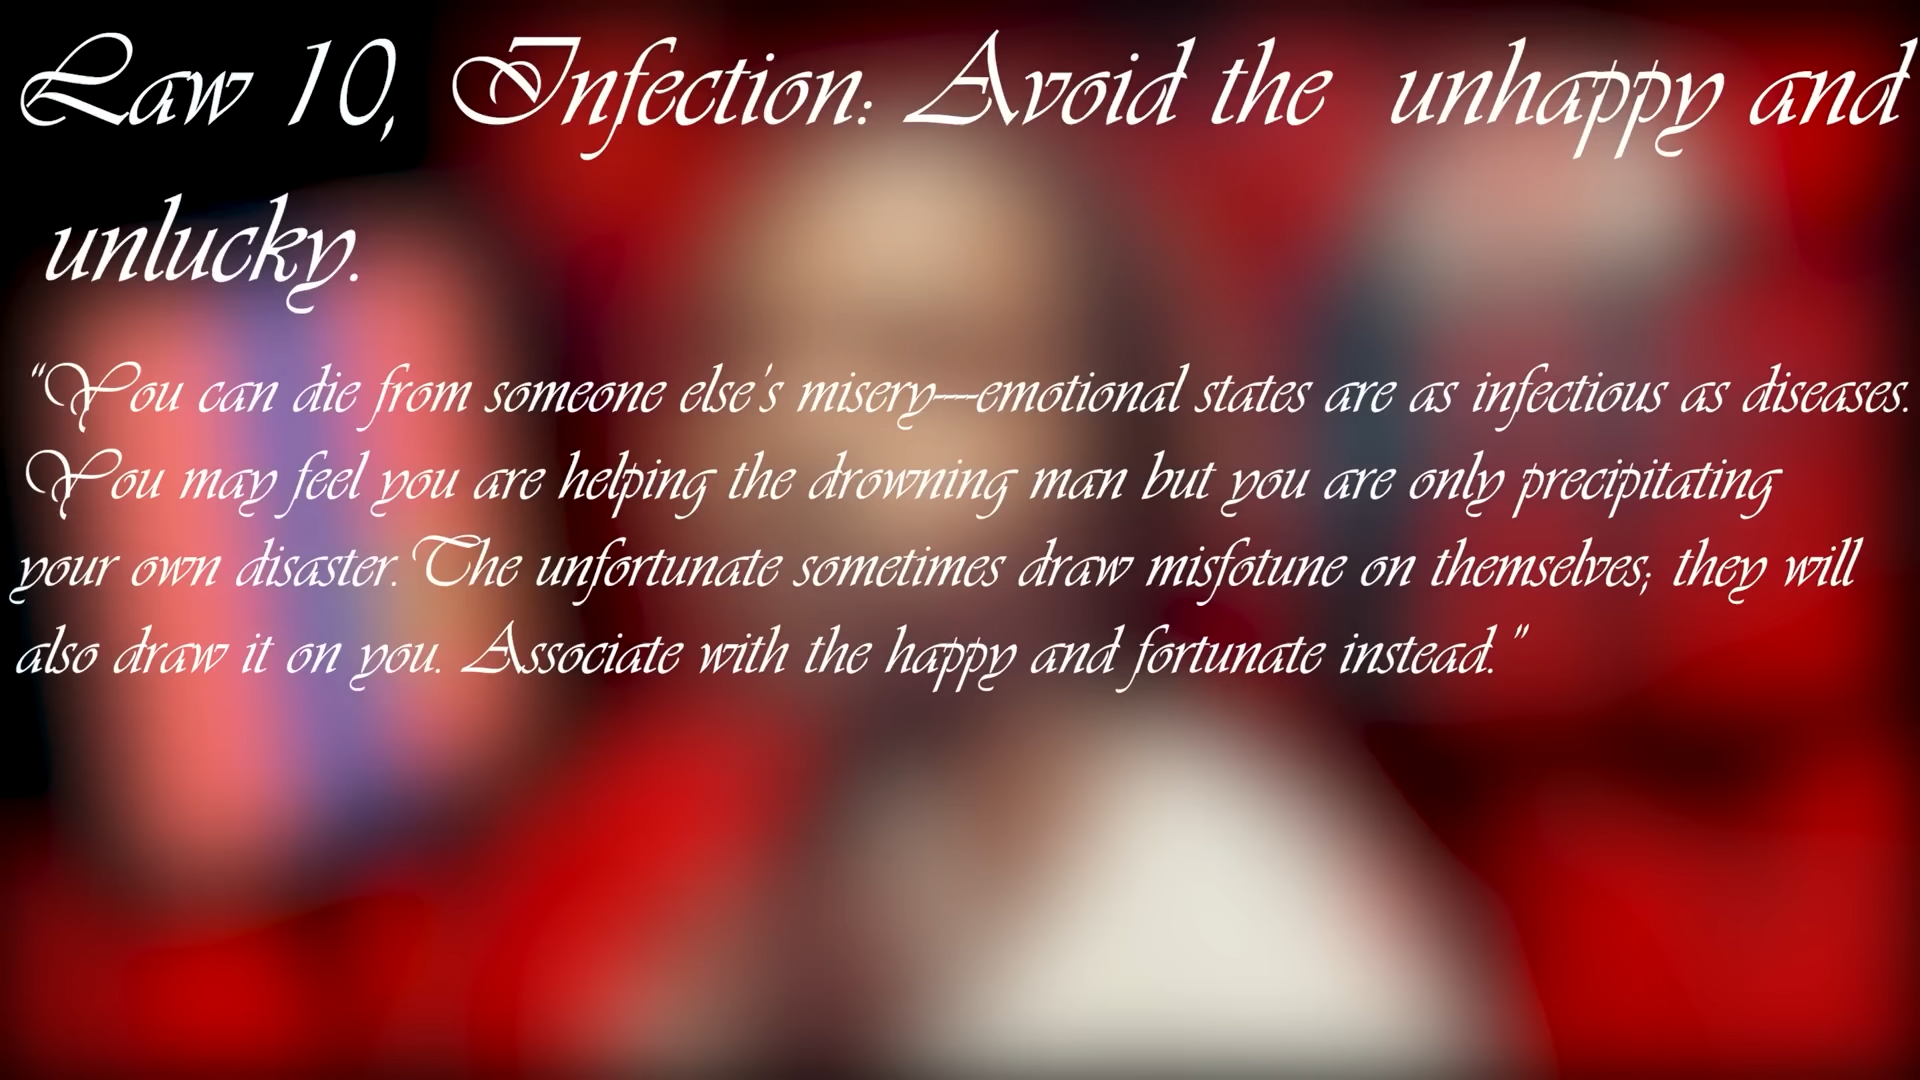 Law 10, Infection: Avoid the unhappy and
unlucky.
“You can die from someone else's misery—emotional states are as infectious as diseases.
You may feel you are helping the drowning man but you are only precipitating
your own disaster. The unfortunate sometimes draw misfotune on themselves; they will
also draw it on you. Associate with the happy and fortunate instead.”